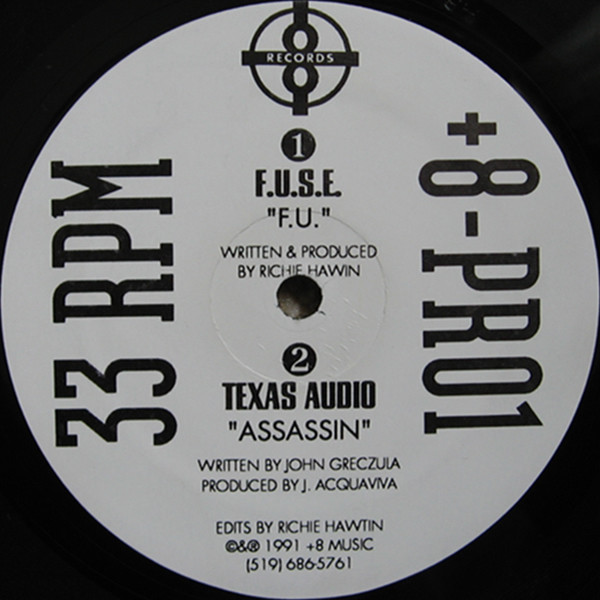 8
RECORDS
1
F.U.S.E.
"F.U."
WRITTEN & PRODUCED
BY RICHIE HAWIN
2
TEXAS AUDIO
"ASSASSIN"
WRITTEN BY JOHN GRECZULA
PRODUCED BY J. ACQUAVIVA
EDITS BY RICHIE HAWTIN
©&℗ 1991 +8 MUSIC
(519) 686-5761
33 RPM
+8-PRO1